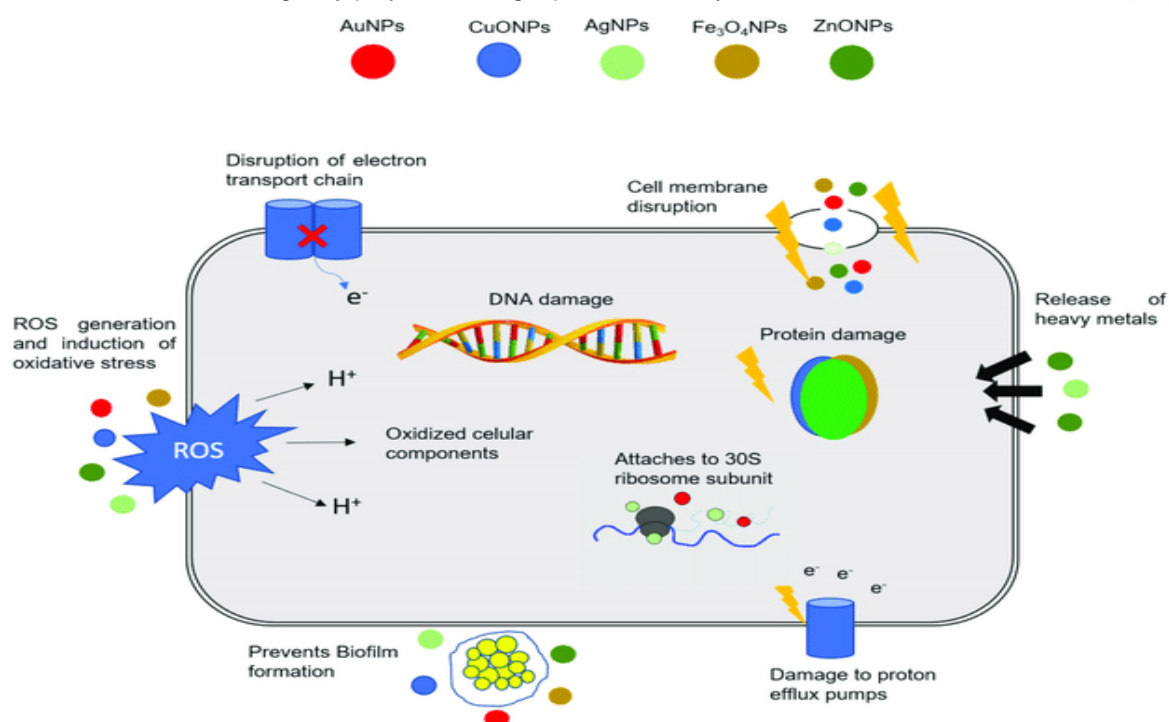 AuNPs
CuONPs
AgNPs
Fe₃O₄NPs
ZnONPs
Disruption of electron
transport chain
Cell membrane
disruption
e⁻
DNA damage
Release of
heavy metals
ROS generation
and induction of
oxidative stress
Protein damage
H⁺
ROS
Oxidized celular
components
Attaches to 30S
ribosome subunit
H⁺
e⁻ e⁻ e⁻
Prevents Biofilm
formation
Damage to proton
efflux pumps